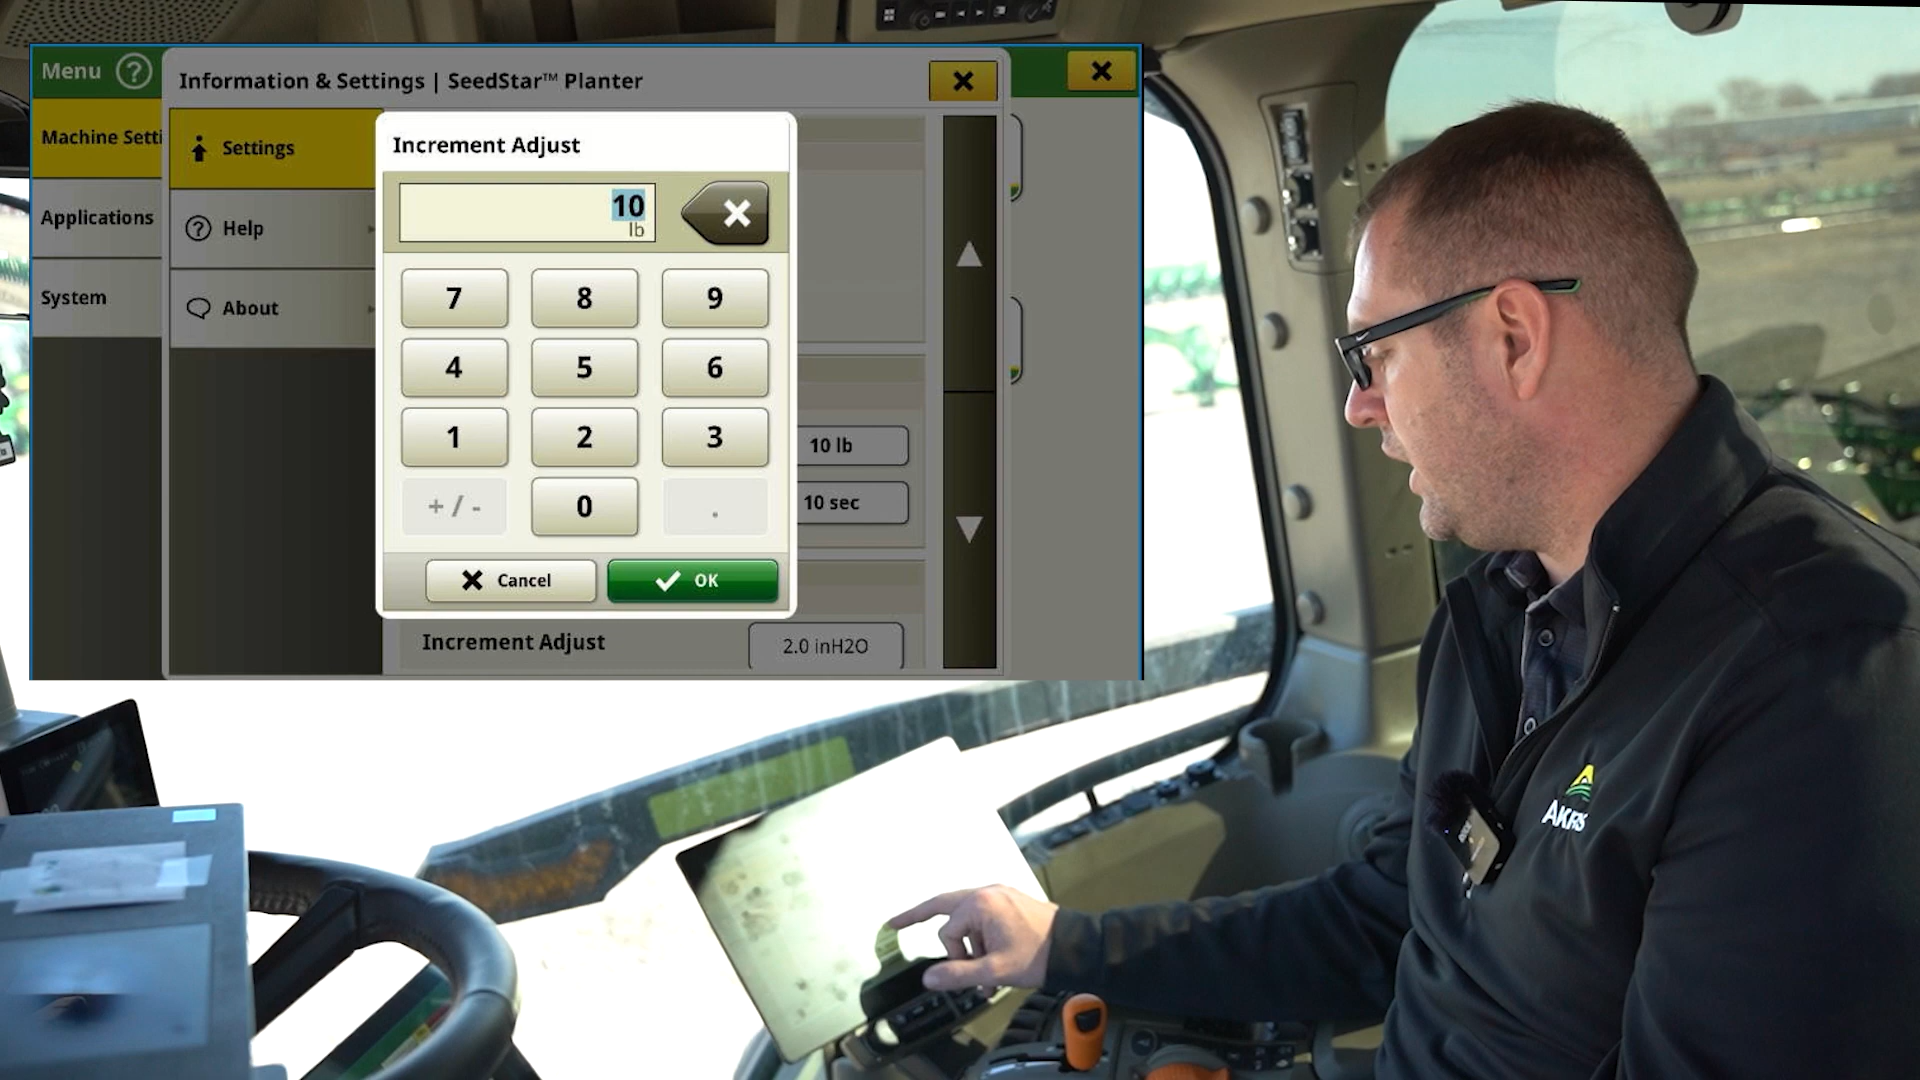 Menu ?
Information & Settings | SeedStar™ Planter
Machine Setti
Applications
System
Settings
? Help
About
Increment Adjust
10
lb
7 8 9
4 5 6
1 2 3
+ / - 0 .
Cancel OK
10 lb
10 sec
Increment Adjust 2.0 inH2O
AKRS